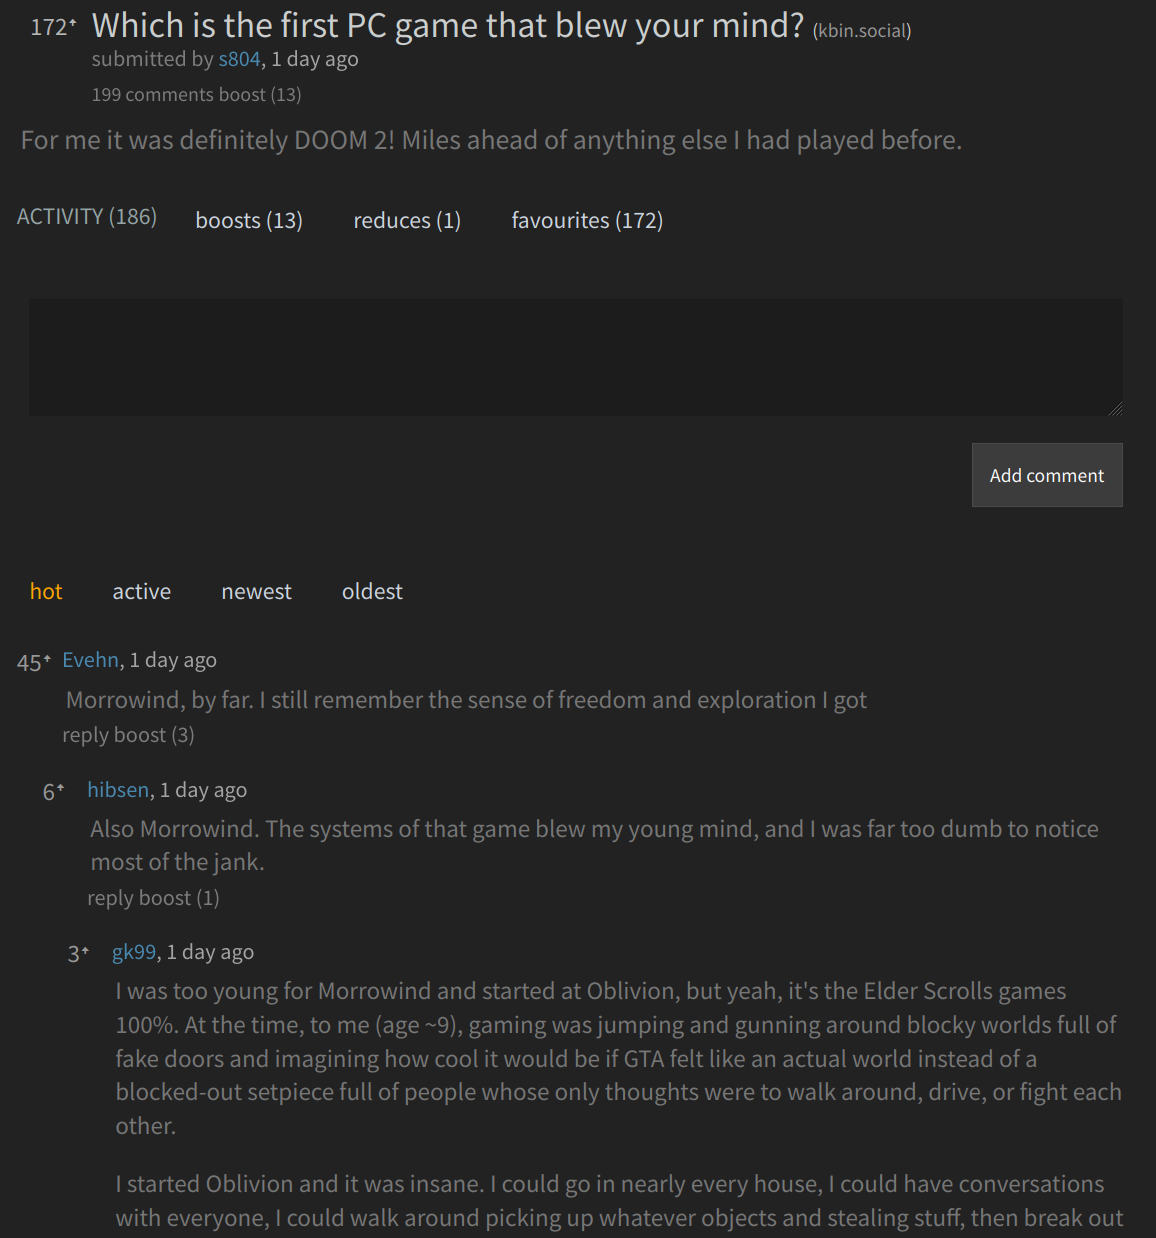 172↑ Which is the first PC game that blew your mind? (kbin.social)
submitted by s804, 1 day ago
199 comments boost (13)
For me it was definitely DOOM 2! Miles ahead of anything else I had played before.
ACTIVITY (186) boosts (13) reduces (1) favourites (172)
Add comment
hot active newest oldest
45↑ Evehn, 1 day ago
Morrowind, by far. I still remember the sense of freedom and exploration I got
reply boost (3)
6↑ hibsen, 1 day ago
Also Morrowind. The systems of that game blew my young mind, and I was far too dumb to notice
most of the jank.
reply boost (1)
3↑ gk99, 1 day ago
I was too young for Morrowind and started at Oblivion, but yeah, it's the Elder Scrolls games
100%. At the time, to me (age ~9), gaming was jumping and gunning around blocky worlds full of
fake doors and imagining how cool it would be if GTA felt like an actual world instead of a
blocked-out setpiece full of people whose only thoughts were to walk around, drive, or fight each
other.
I started Oblivion and it was insane. I could go in nearly every house, I could have conversations
with everyone, I could walk around picking up whatever objects and stealing stuff, then break out